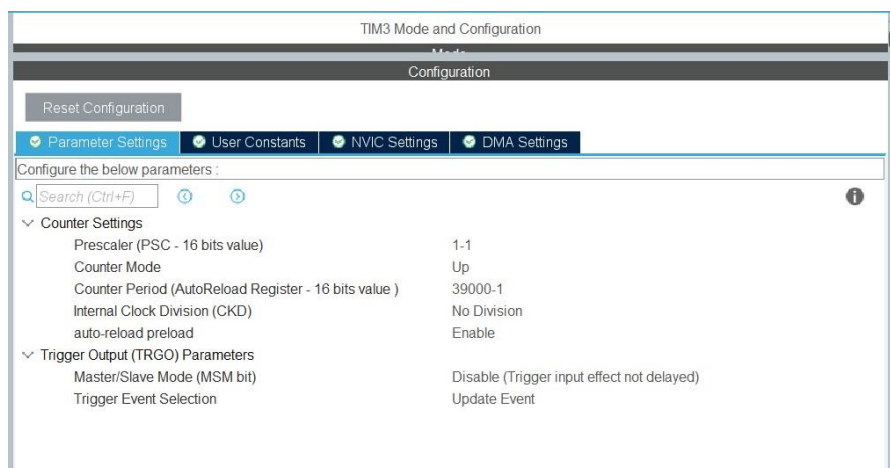 TIM3 Mode and Configuration
Mode
Configuration
Reset Configuration
Parameter Settings User Constants NVIC Settings DMA Settings
Configure the below parameters :
Search (Ctrl+F)
Counter Settings
Prescaler (PSC - 16 bits value) 1-1
Counter Mode Up
Counter Period (AutoReload Register - 16 bits value ) 39000-1
Internal Clock Division (CKD) No Division
auto-reload preload Enable
Trigger Output (TRGO) Parameters
Master/Slave Mode (MSM bit) Disable (Trigger input effect not delayed)
Trigger Event Selection Update Event